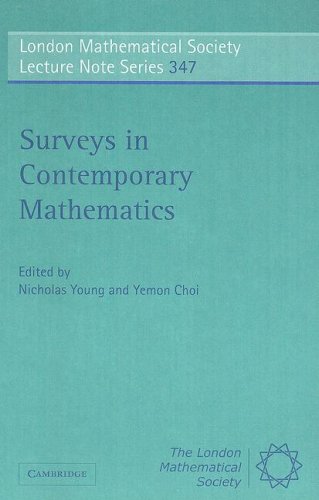 London Mathematical Society
Lecture Note Series 347
Surveys in
Contemporary
Mathematics
Edited by
Nicholas Young and Yemon Choi
CAMBRIDGE
The London
Mathematical
Society